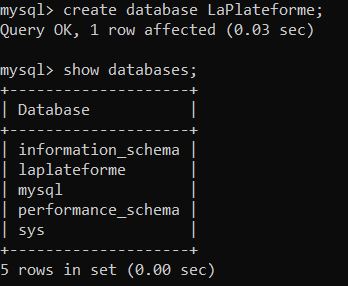 mysql> create database LaPlateforme;
Query OK, 1 row affected (0.03 sec)

mysql> show databases;
+--------------------+
| Database           |
+--------------------+
| information_schema |
| laplateforme       |
| mysql              |
| performance_schema |
| sys                |
+--------------------+
5 rows in set (0.00 sec)